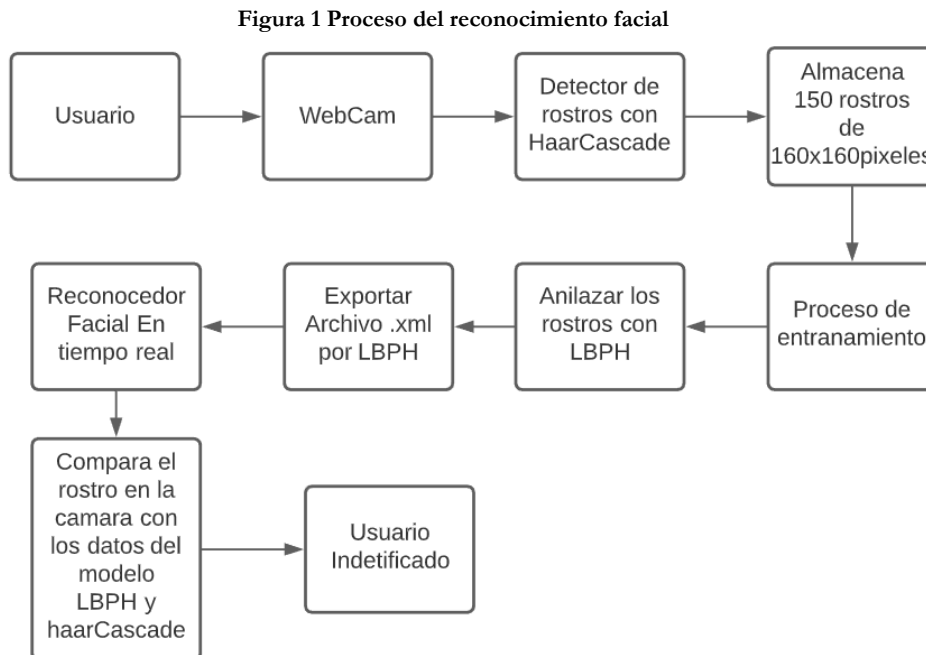 Figura 1 Proceso del reconocimiento facial
Usuario
WebCam
Detector de
rostros con
HaarCascade
Almacena
150 rostros
de
160x160pixeles
Proceso de
entranamiento
Anilazar los
rostros con
LBPH
Exportar
Archivo .xml
por LBPH
Reconocedor
Facial En
tiempo real
Compara el
rostro en la
camara con
los datos del
modelo
LBPH y
haarCascade
Usuario
Indetificado